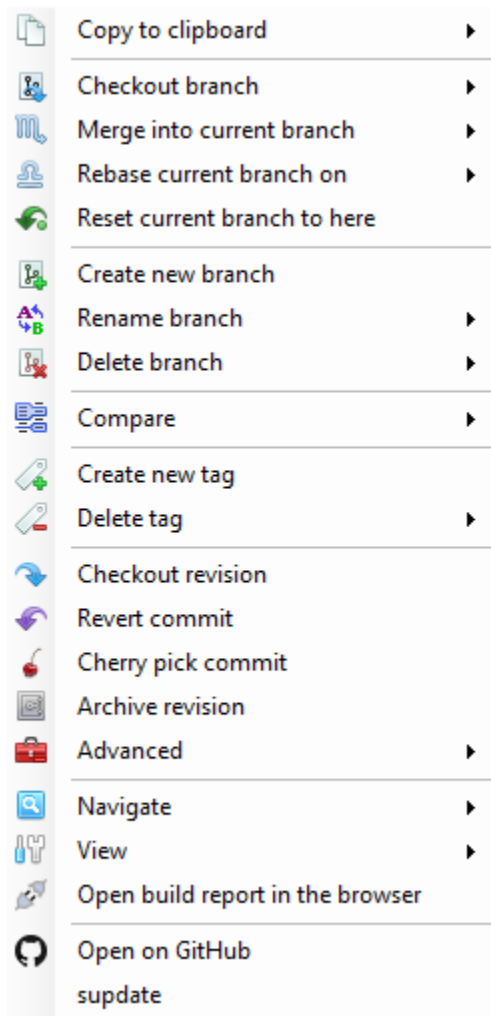 Copy to clipboard
Checkout branch
Merge into current branch
Rebase current branch on
Reset current branch to here
Create new branch
Rename branch
Delete branch
Compare
Create new tag
Delete tag
Checkout revision
Revert commit
Cherry pick commit
Archive revision
Advanced
Navigate
View
Open build report in the browser
Open on GitHub
supdate